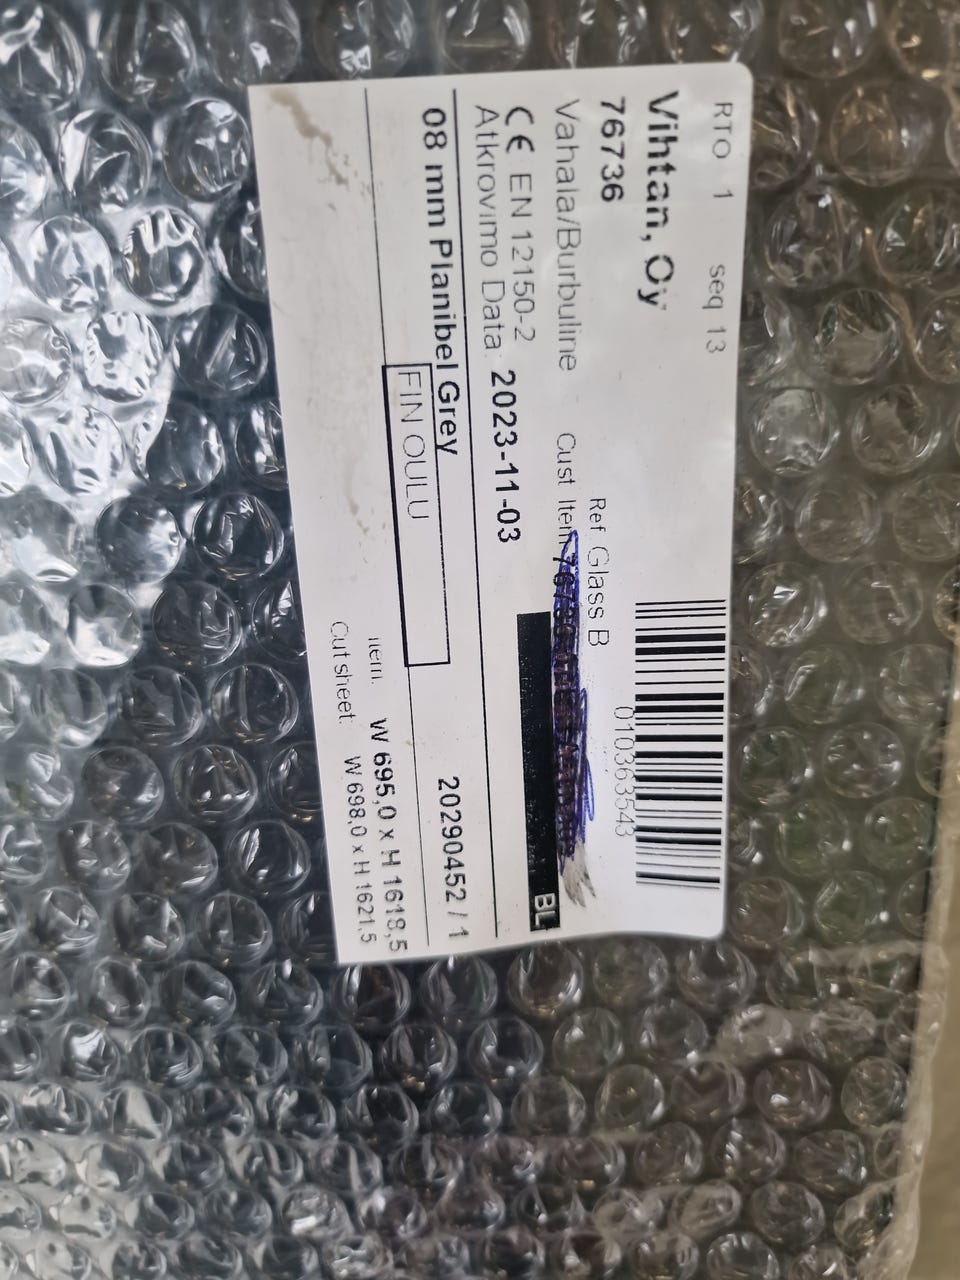 RTO 1 seq 13
Vihtan, Oy
76736
0103633543
Ref Glass B
Vahala/Burbuline Cust Item
CE EN 12150-2
Atkrovimo Data: 2023-11-03
BL
08 mm Planibel Grey
20290452 / 1
FIN OULU
Item: W 695,0 x H 1618,5
Cut sheet: W 698,0 x H 1621,5